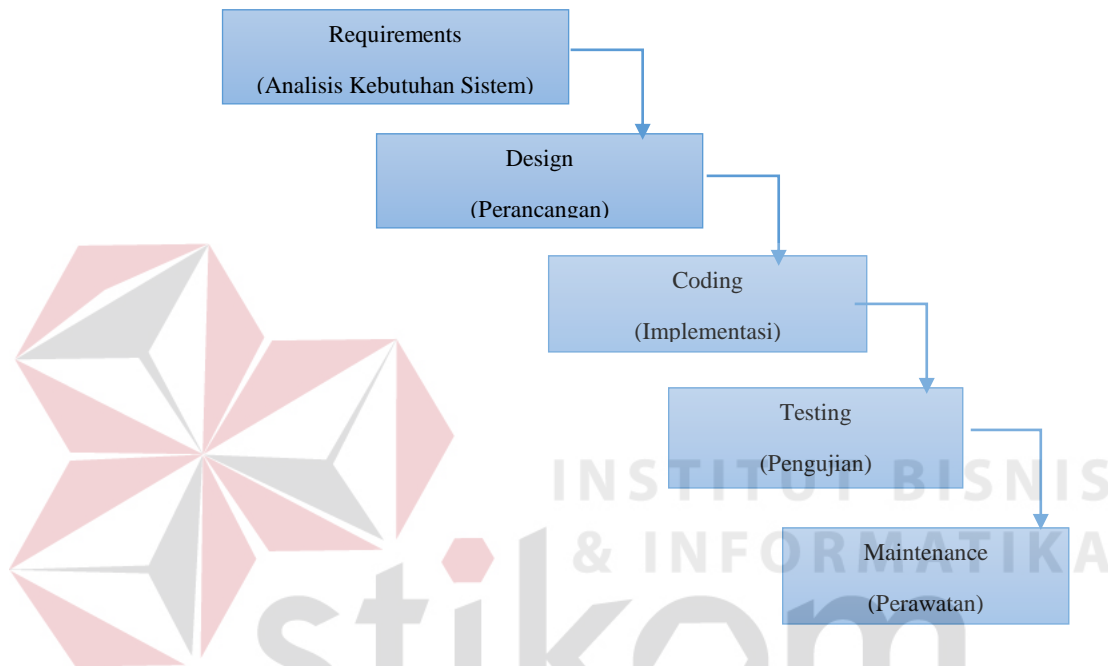 Requirements
(Analisis Kebutuhan Sistem)
Design
(Perancangan)
Coding
(Implementasi)
Testing
(Pengujian)
INSTITUT BISNIS
& INFORMATIKA
Maintenance
(Perawatan)
stikom